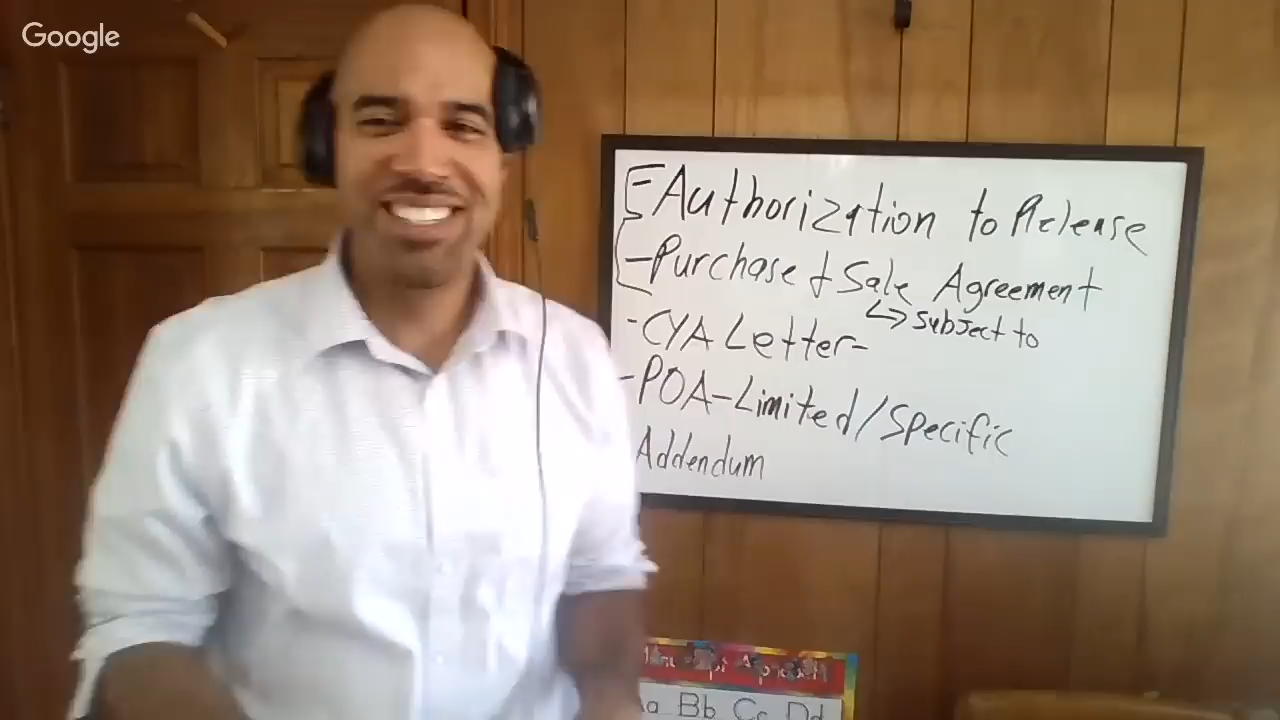 Google
-Authorization to Release
-Purchase & Sale Agreement
↳ subject to
-CYA Letter-
-POA-Limited/Specific
Addendum
Aa Bb Cc Dd